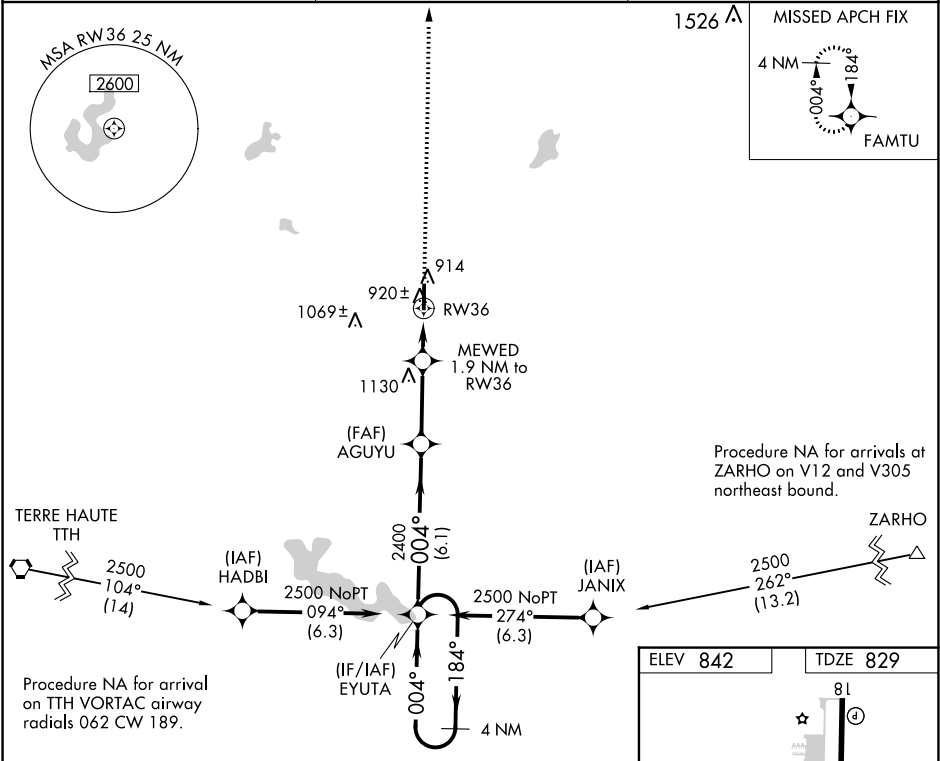 MSA RW36 25 NM
2600
1526
MISSED APCH FIX
4 NM
004°
184°
FAMTU
914
920±
1069±
RW36
MEWED
1.9 NM to
RW36
1130
(FAF)
AGUYU
Procedure NA for arrivals at
ZARHO on V12 and V305
northeast bound.
TERRE HAUTE
TTH
2500
104°
(14)
(IAF)
HADBI
2500 NoPT
094°
(6.3)
2400
004°
(6.1)
(IAF)
JANIX
2500 NoPT
274°
(6.3)
ZARHO
2500
262°
(13.2)
(IF/IAF)
EYUTA
004°
184°
4 NM
Procedure NA for arrival
on TTH VORTAC airway
radials 062 CW 189.
ELEV 842
TDZE 829
18
P